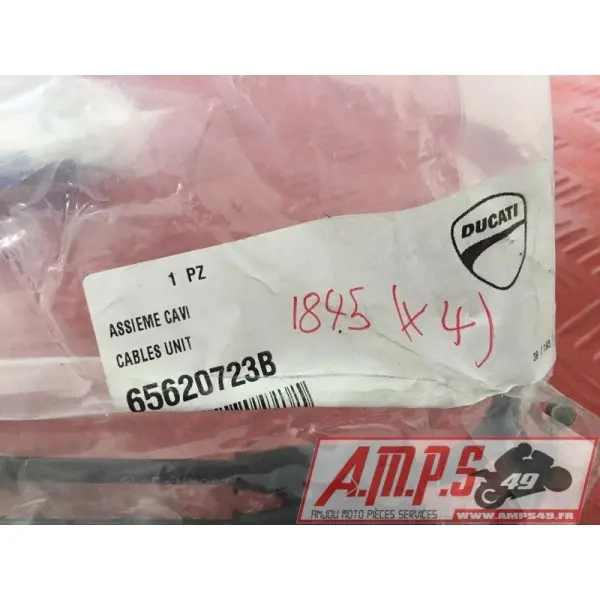 DUCATI
1 PZ
ASSIEME CAVI
CABLES UNIT
1845 (x 4)
65620723B
A.M.P.S
49
ANJOU MOTO PIÈCES SERVICES
WWW.AMPS49.FR